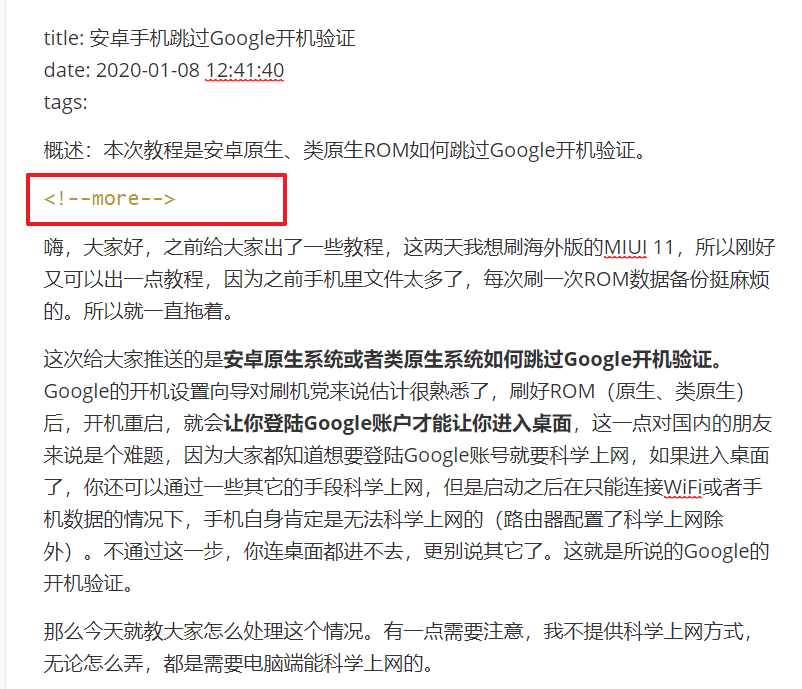 title: 安卓手机跳过Google开机验证
date: 2020-01-08 12:41:40
tags:
概述：本次教程是安卓原生、类原生ROM如何跳过Google开机验证。
<!--more-->
嗨，大家好，之前给大家出了一些教程，这两天我想刷海外版的MIUI 11，所以刚好
又可以出一点教程，因为之前手机里文件太多了，每次刷一次ROM数据备份挺麻烦
的。所以就一直拖着。
这次给大家推送的是安卓原生系统或者类原生系统如何跳过Google开机验证。
Google的开机设置向导对刷机党来说估计很熟悉了，刷好ROM（原生、类原生）
后，开机重启，就会让你登陆Google账户才能让你进入桌面，这一点对国内的朋友
来说是个难题，因为大家都知道想要登陆Google账号就要科学上网，如果进入桌面
了，你还可以通过一些其它的手段科学上网，但是启动之后在只能连接WiFi或者手
机数据的情况下，手机自身肯定是无法科学上网的（路由器配置了科学上网除
外）。不通过这一步，你连桌面都进不去，更别说其它了。这就是所说的Google的
开机验证。
那么今天就教大家怎么处理这个情况。有一点需要注意，我不提供科学上网方式，
无论怎么弄，都是需要电脑端能科学上网的。